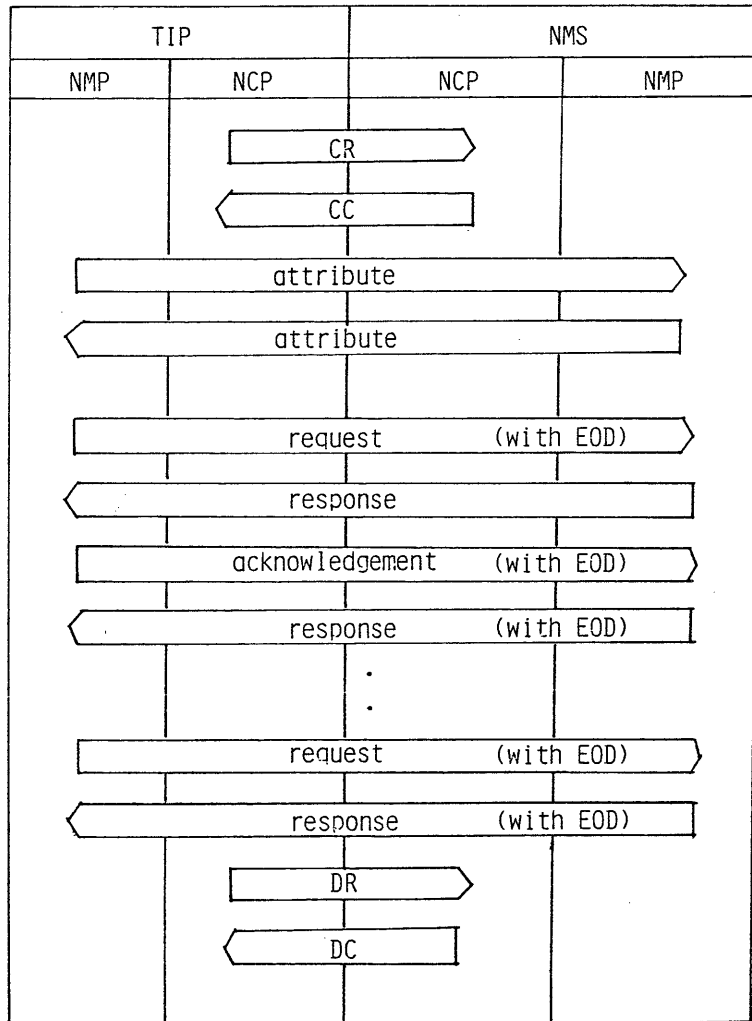 TIP NMS
NMP NCP NCP NMP
CR
CC
attribute
attribute
request (with EOD)
response
acknowledgement (with EOD)
response (with EOD)
request (with EOD)
response (with EOD)
DR
DC